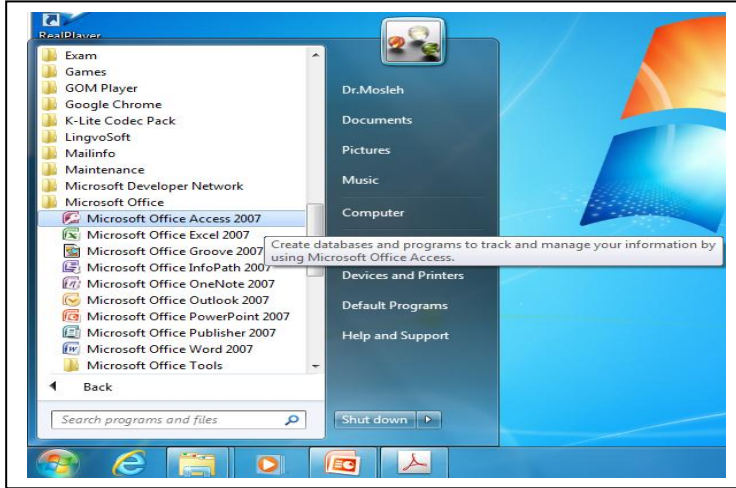 RealPlayer
Exam
Games
GOM Player
Google Chrome
K-Lite Codec Pack
LingvoSoft
Mailinfo
Maintenance
Microsoft Developer Network
Microsoft Office
Microsoft Office Access 2007
Microsoft Office Excel 2007
Microsoft Office Groove 2007
Microsoft Office InfoPath 2007
Microsoft Office OneNote 2007
Microsoft Office Outlook 2007
Microsoft Office PowerPoint 2007
Microsoft Office Publisher 2007
Microsoft Office Word 2007
Microsoft Office Tools
Back
Search programs and files
Dr.Mosleh
Documents
Pictures
Music
Computer
Create databases and programs to track and manage your information by
using Microsoft Office Access.
Devices and Printers
Default Programs
Help and Support
Shut down